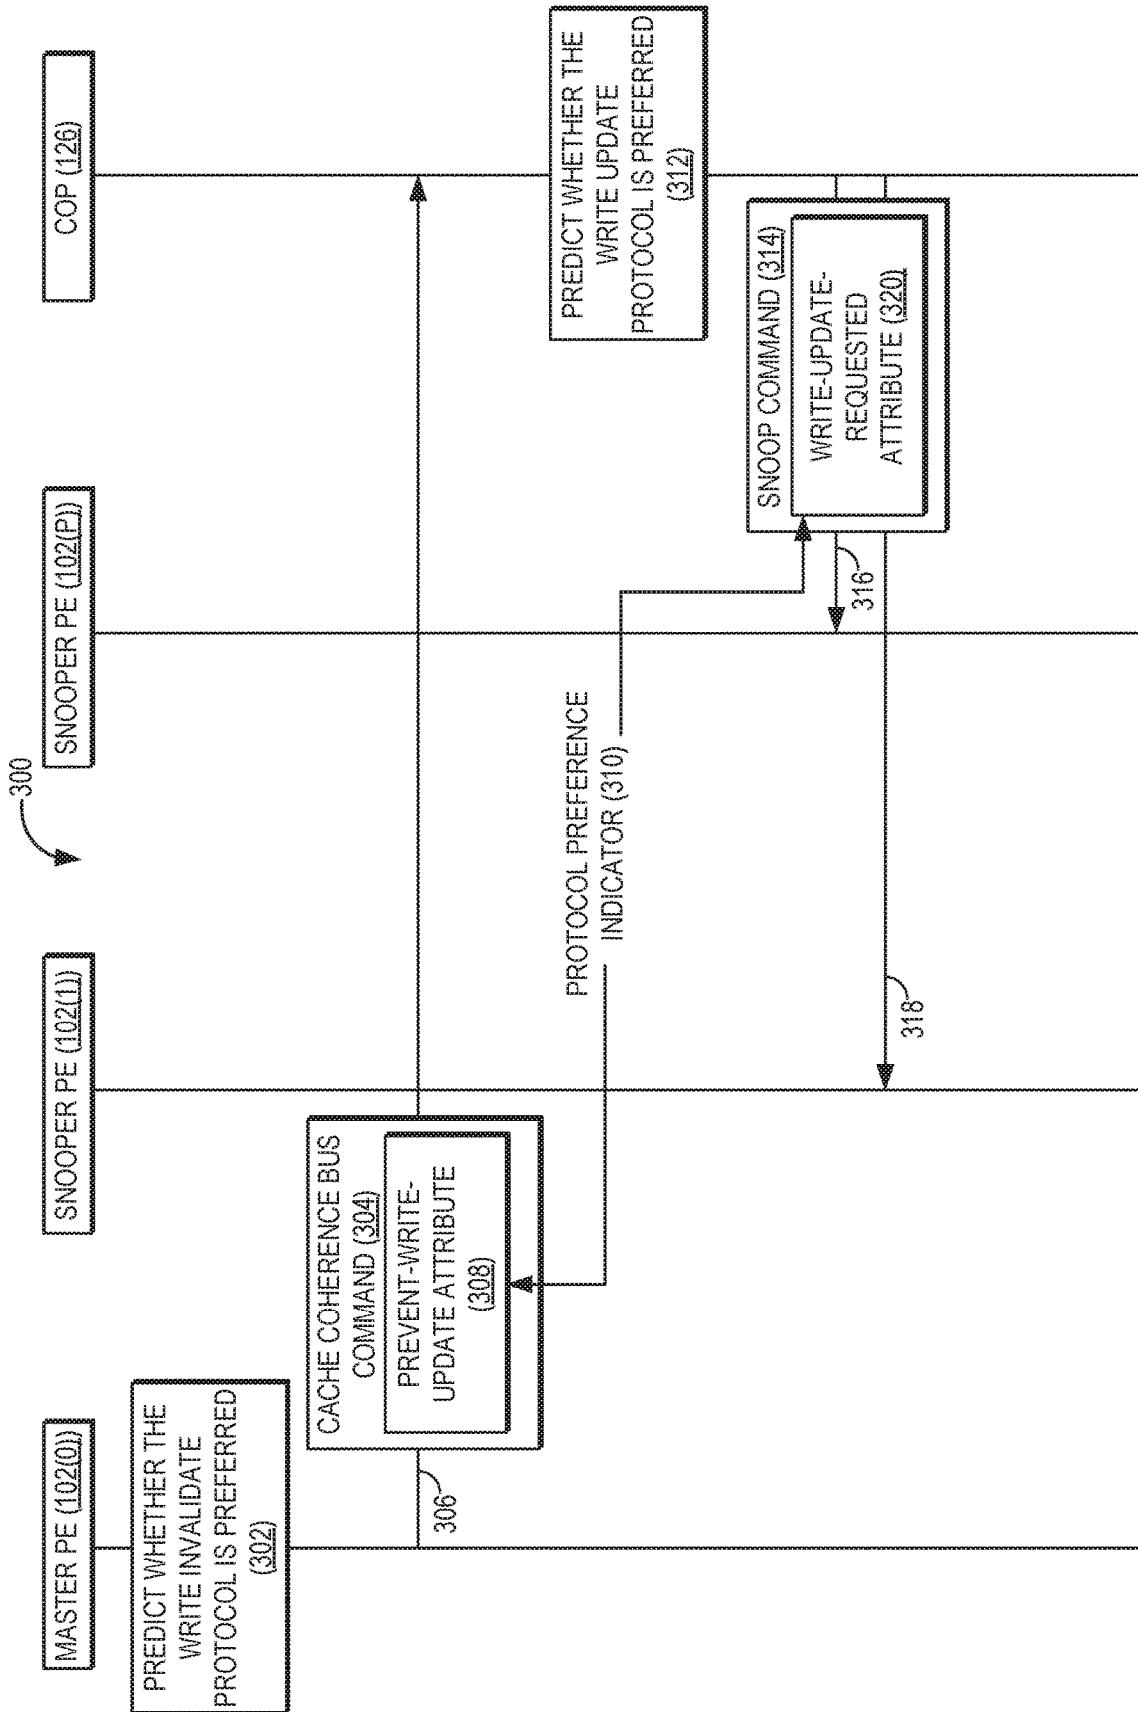 300
MASTER PE (102(0))
SNOOPER PE (102(1))
SNOOPER PE (102(P))
COP (126)
PREDICT WHETHER THE
WRITE INVALIDATE
PROTOCOL IS PREFERRED
(302)
CACHE COHERENCE BUS
COMMAND (304)
PREVENT-WRITE-
UPDATE ATTRIBUTE
(308)
306
PROTOCOL PREFERENCE
INDICATOR (310)
PREDICT WHETHER THE
WRITE UPDATE
PROTOCOL IS PREFERRED
(312)
SNOOP COMMAND (314)
WRITE-UPDATE-
REQUESTED
ATTRIBUTE (320)
316
318